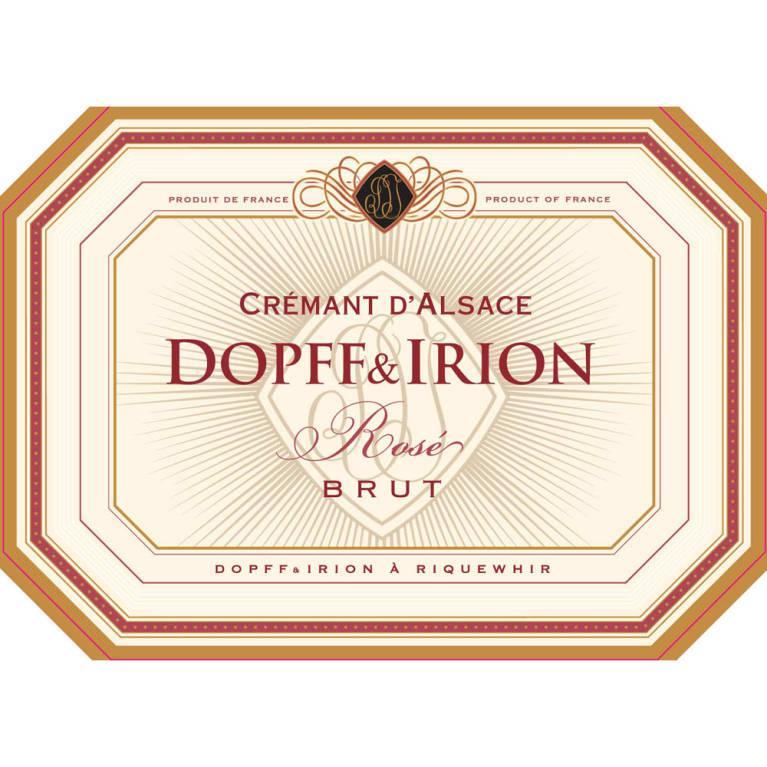 PRODUIT DE FRANCE
PRODUCT OF FRANCE
CRÉMANT D'ALSACE
DOPFF & IRION
Rosé
BRUT
DOPFF & IRION À RIQUEWHIR